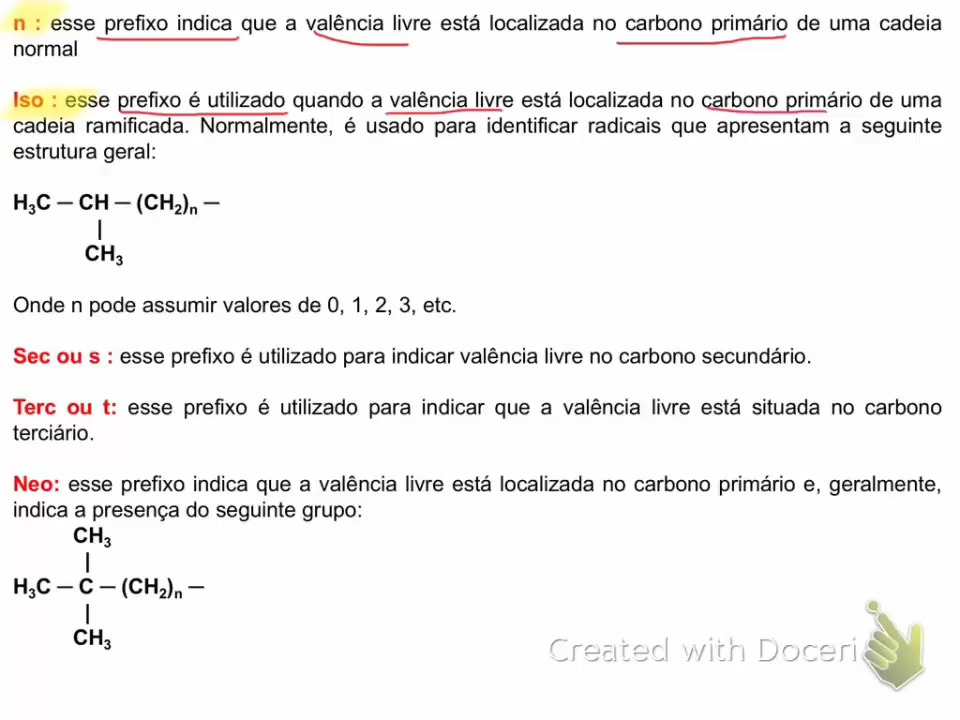 n : esse prefixo indica que a valência livre está localizada no carbono primário de uma cadeia
normal
Iso : esse prefixo é utilizado quando a valência livre está localizada no carbono primário de uma
cadeia ramificada. Normalmente, é usado para identificar radicais que apresentam a seguinte
estrutura geral:
H₃C — CH — (CH₂)ₙ —
|
CH₃
Onde n pode assumir valores de 0, 1, 2, 3, etc.
Sec ou s : esse prefixo é utilizado para indicar valência livre no carbono secundário.
Terc ou t: esse prefixo é utilizado para indicar que a valência livre está situada no carbono
terciário.
Neo: esse prefixo indica que a valência livre está localizada no carbono primário e, geralmente,
indica a presença do seguinte grupo:
CH₃
|
H₃C — C — (CH₂)ₙ —
|
CH₃
Created with Doceri